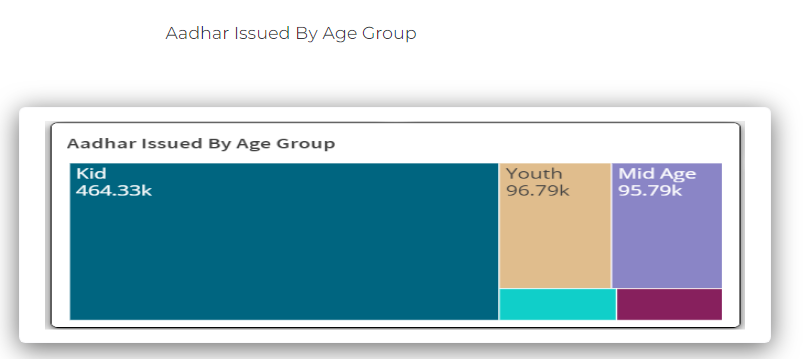 Aadhar Issued By Age Group
Aadhar Issued By Age Group
Kid
464.33k
Youth
96.79k
Mid Age
95.79k